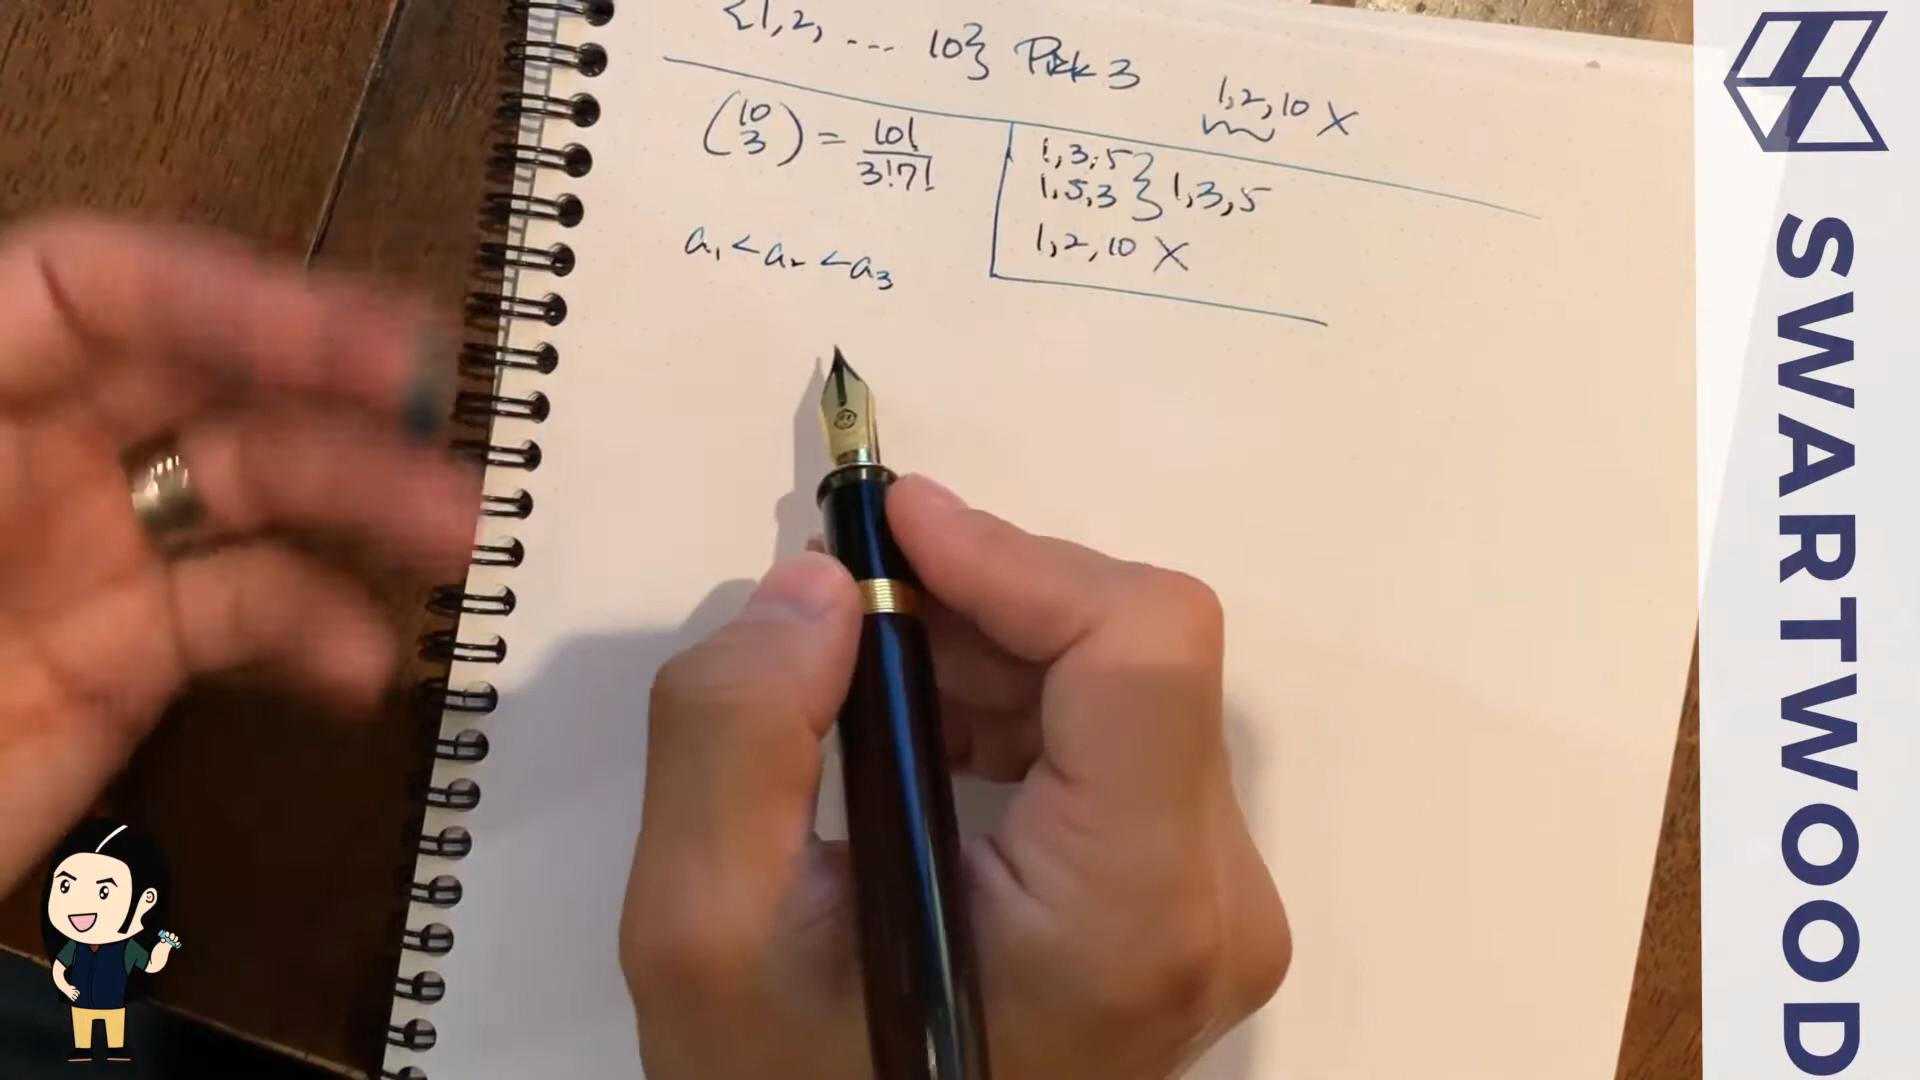 {1,2, ... 10} Pick 3
1,2,10 X
(10 3) = 10!/3!7!
1,3,5
1,5,3 } 1,3,5
1,2,10 X
a₁ < a₂ < a₃
SWARTWOOD